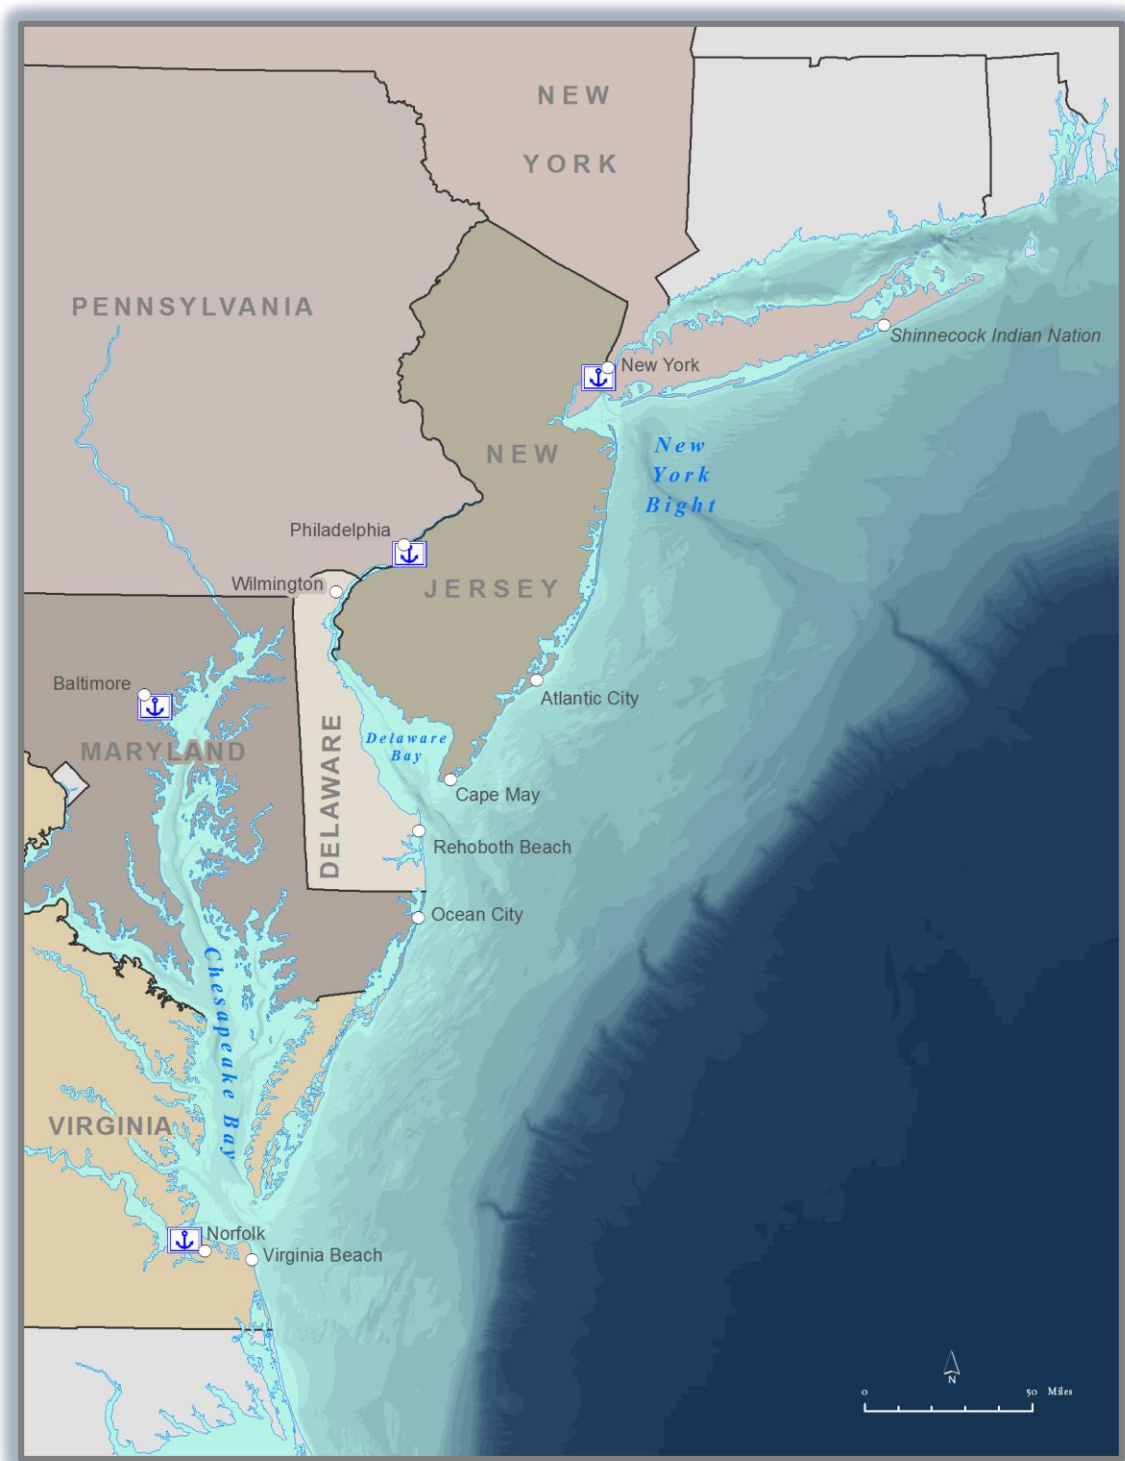 NEW
YORK
PENNSYLVANIA
Shinnecock Indian Nation
New York
New
York
Bight
NEW
JERSEY
Philadelphia
Wilmington
Baltimore
Atlantic City
MARYLAND
DELAWARE
Delaware
Bay
Cape May
Rehoboth Beach
Ocean City
Chesapeake Bay
VIRGINIA
Norfolk
Virginia Beach
N
0 50 Miles